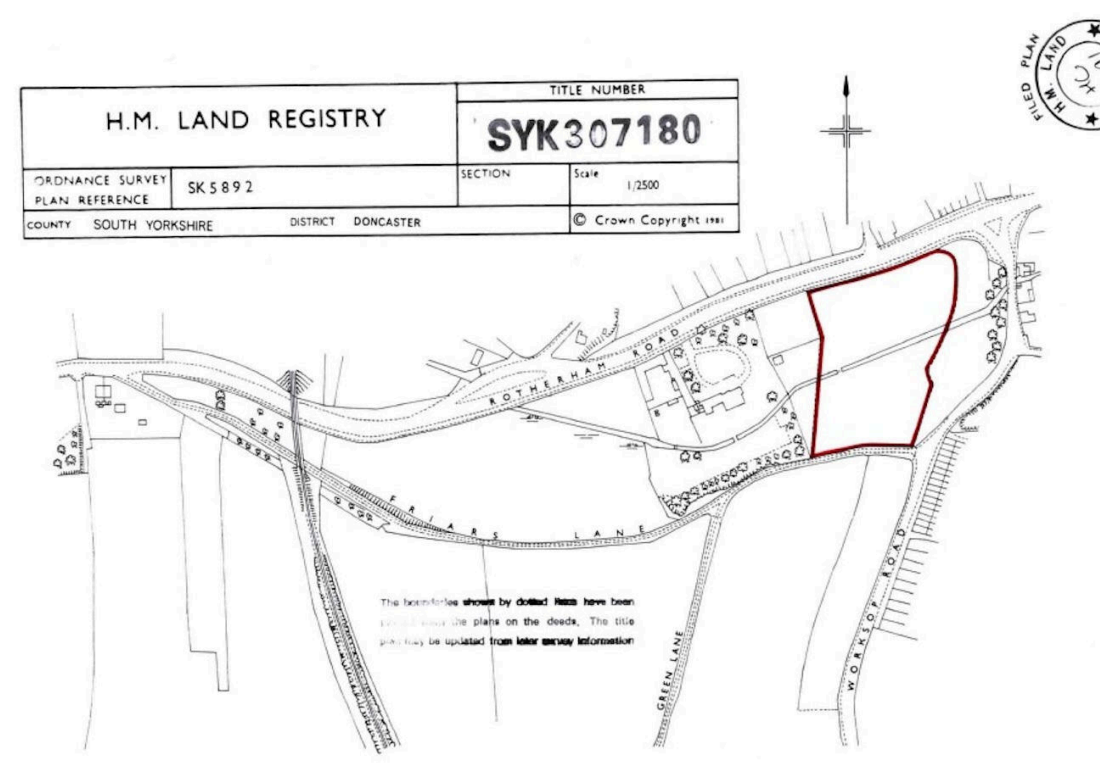 FILED PLAN
H.M. LAND
H.M. LAND REGISTRY
TITLE NUMBER
SYK307180
ORDNANCE SURVEY
PLAN REFERENCE
SK5892
SECTION
Scale
1/2500
COUNTY SOUTH YORKSHIRE DISTRICT DONCASTER
© Crown Copyright 1981
ROTHERHAM ROAD
FRIARS LANE
The boundaries shown by dotted lines have been
the plans on the deeds. The title
plan may be updated from later survey information
GREEN LANE
WORKSOP ROAD